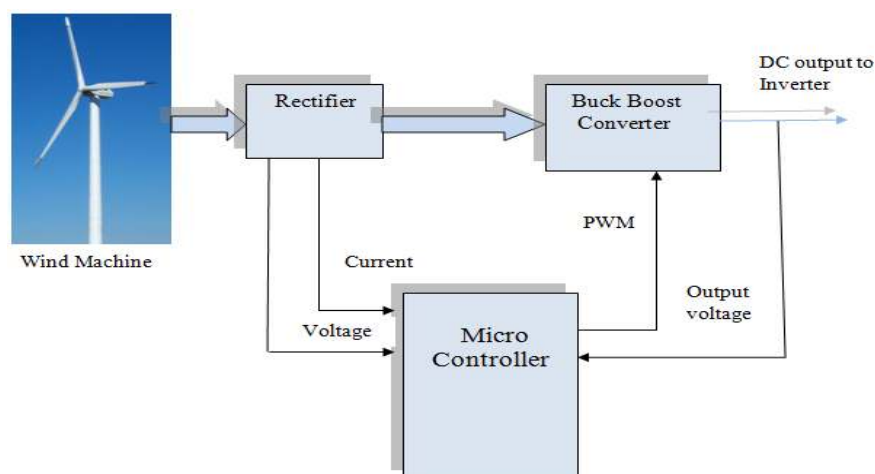 DC output to
Inverter
Rectifier
Buck Boost
Converter
PWM
Wind Machine
Current
Output
voltage
Voltage
Micro
Controller